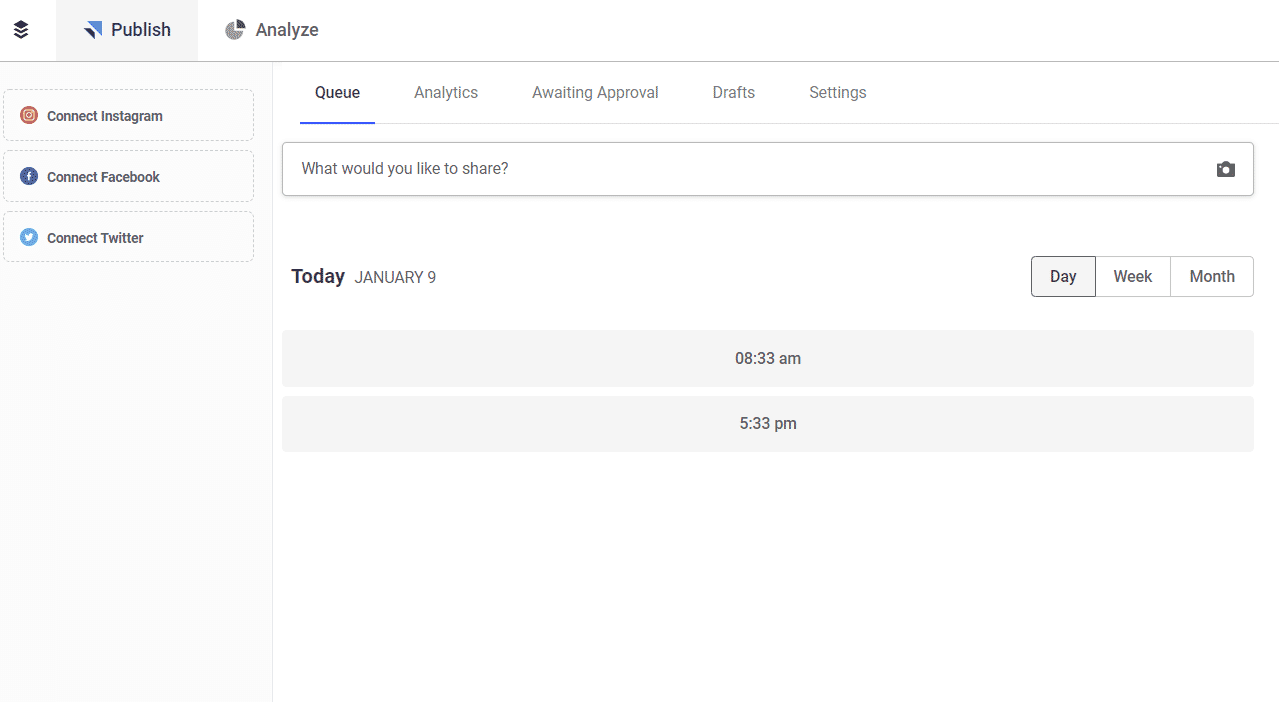 Publish
Analyze
Connect Instagram
Connect Facebook
Connect Twitter
Queue
Analytics
Awaiting Approval
Drafts
Settings
What would you like to share?
Today JANUARY 9
Day
Week
Month
08:33 am
5:33 pm